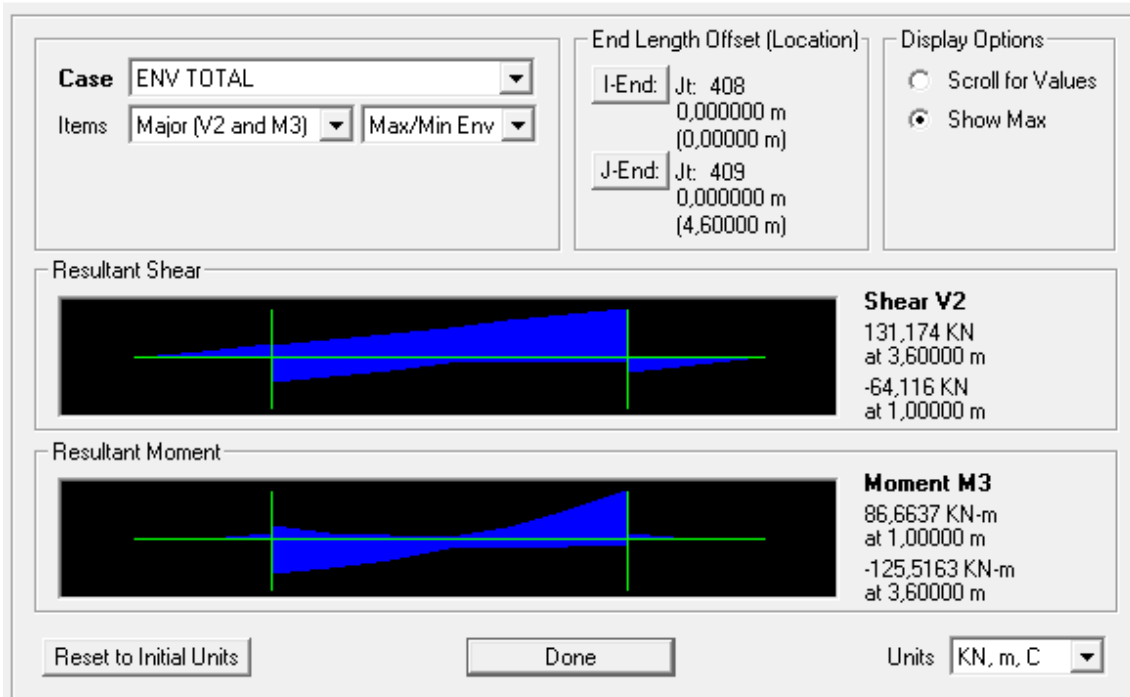 Case ENV TOTAL
Items Major (V2 and M3) Max/Min Env
End Length Offset (Location)
I-End: Jt: 408
0,000000 m
(0,00000 m)
J-End: Jt: 409
0,000000 m
(4,60000 m)
Display Options
Scroll for Values
Show Max
Resultant Shear
Shear V2
131,174 KN
at 3,60000 m
-64,116 KN
at 1,00000 m
Resultant Moment
Moment M3
86,6637 KN-m
at 1,00000 m
-125,5163 KN-m
at 3,60000 m
Reset to Initial Units
Done
Units KN, m, C